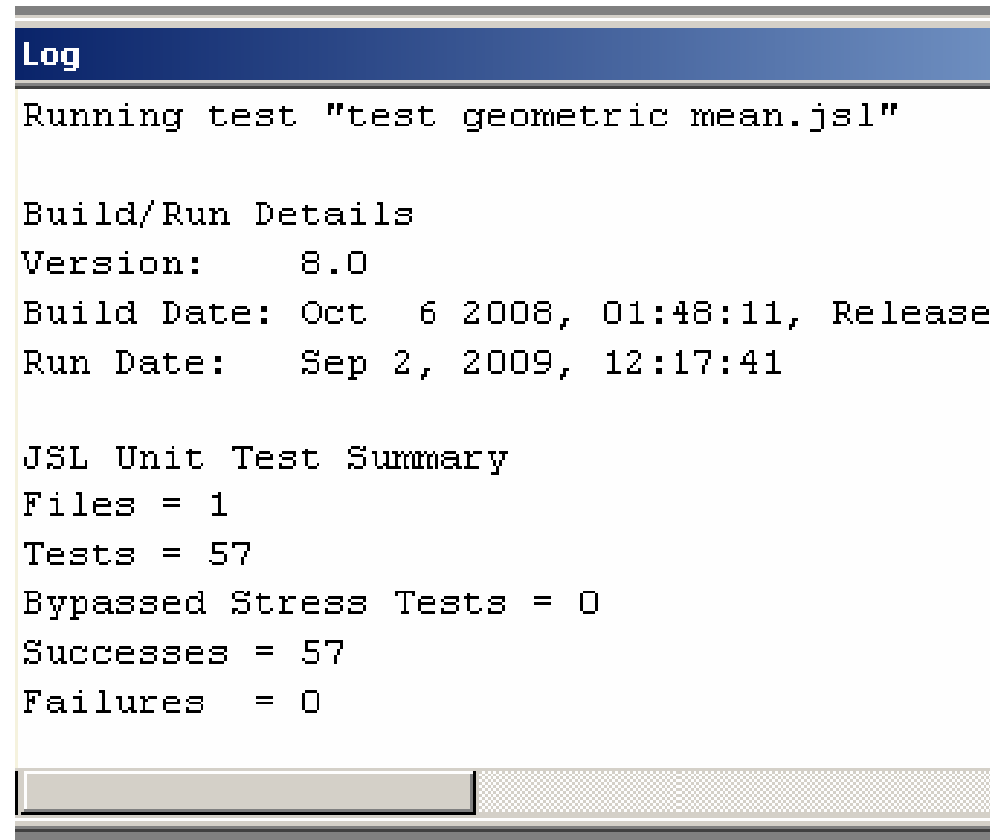 Log
Running test "test geometric mean.jsl"
Build/Run Details
Version:    8.0
Build Date: Oct  6 2008, 01:48:11, Release
Run Date:   Sep 2, 2009, 12:17:41
JSL Unit Test Summary
Files = 1
Tests = 57
Bypassed Stress Tests = 0
Successes = 57
Failures  = 0